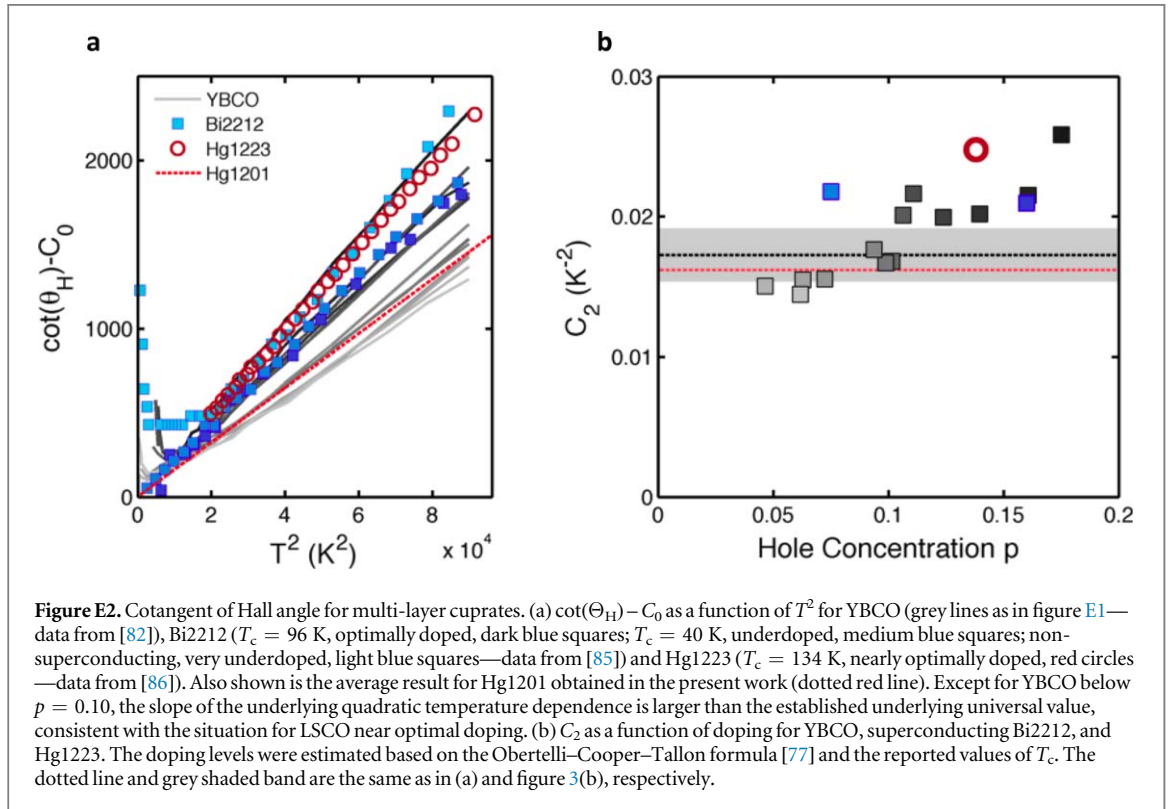 a
b
YBCO
Bi2212
Hg1223
Hg1201
2000
1000
0
cot(θH)-C0
0
2
4
6
8
T² (K²)
x 10⁴
0.03
0.02
0.01
0
C2 (K⁻²)
0
0.05
0.1
0.15
0.2
Hole Concentration p
Figure E2. Cotangent of Hall angle for multi-layer cuprates. (a) cot(ΘH) – C0 as a function of T² for YBCO (grey lines as in figure E1—
data from [82]), Bi2212 (Tc = 96 K, optimally doped, dark blue squares; Tc = 40 K, underdoped, medium blue squares; non-
superconducting, very underdoped, light blue squares—data from [85]) and Hg1223 (Tc = 134 K, nearly optimally doped, red circles
—data from [86]). Also shown is the average result for Hg1201 obtained in the present work (dotted red line). Except for YBCO below
p = 0.10, the slope of the underlying quadratic temperature dependence is larger than the established underlying universal value,
consistent with the situation for LSCO near optimal doping. (b) C2 as a function of doping for YBCO, superconducting Bi2212, and
Hg1223. The doping levels were estimated based on the Obertelli–Cooper–Tallon formula [77] and the reported values of Tc. The
dotted line and grey shaded band are the same as in (a) and figure 3(b), respectively.